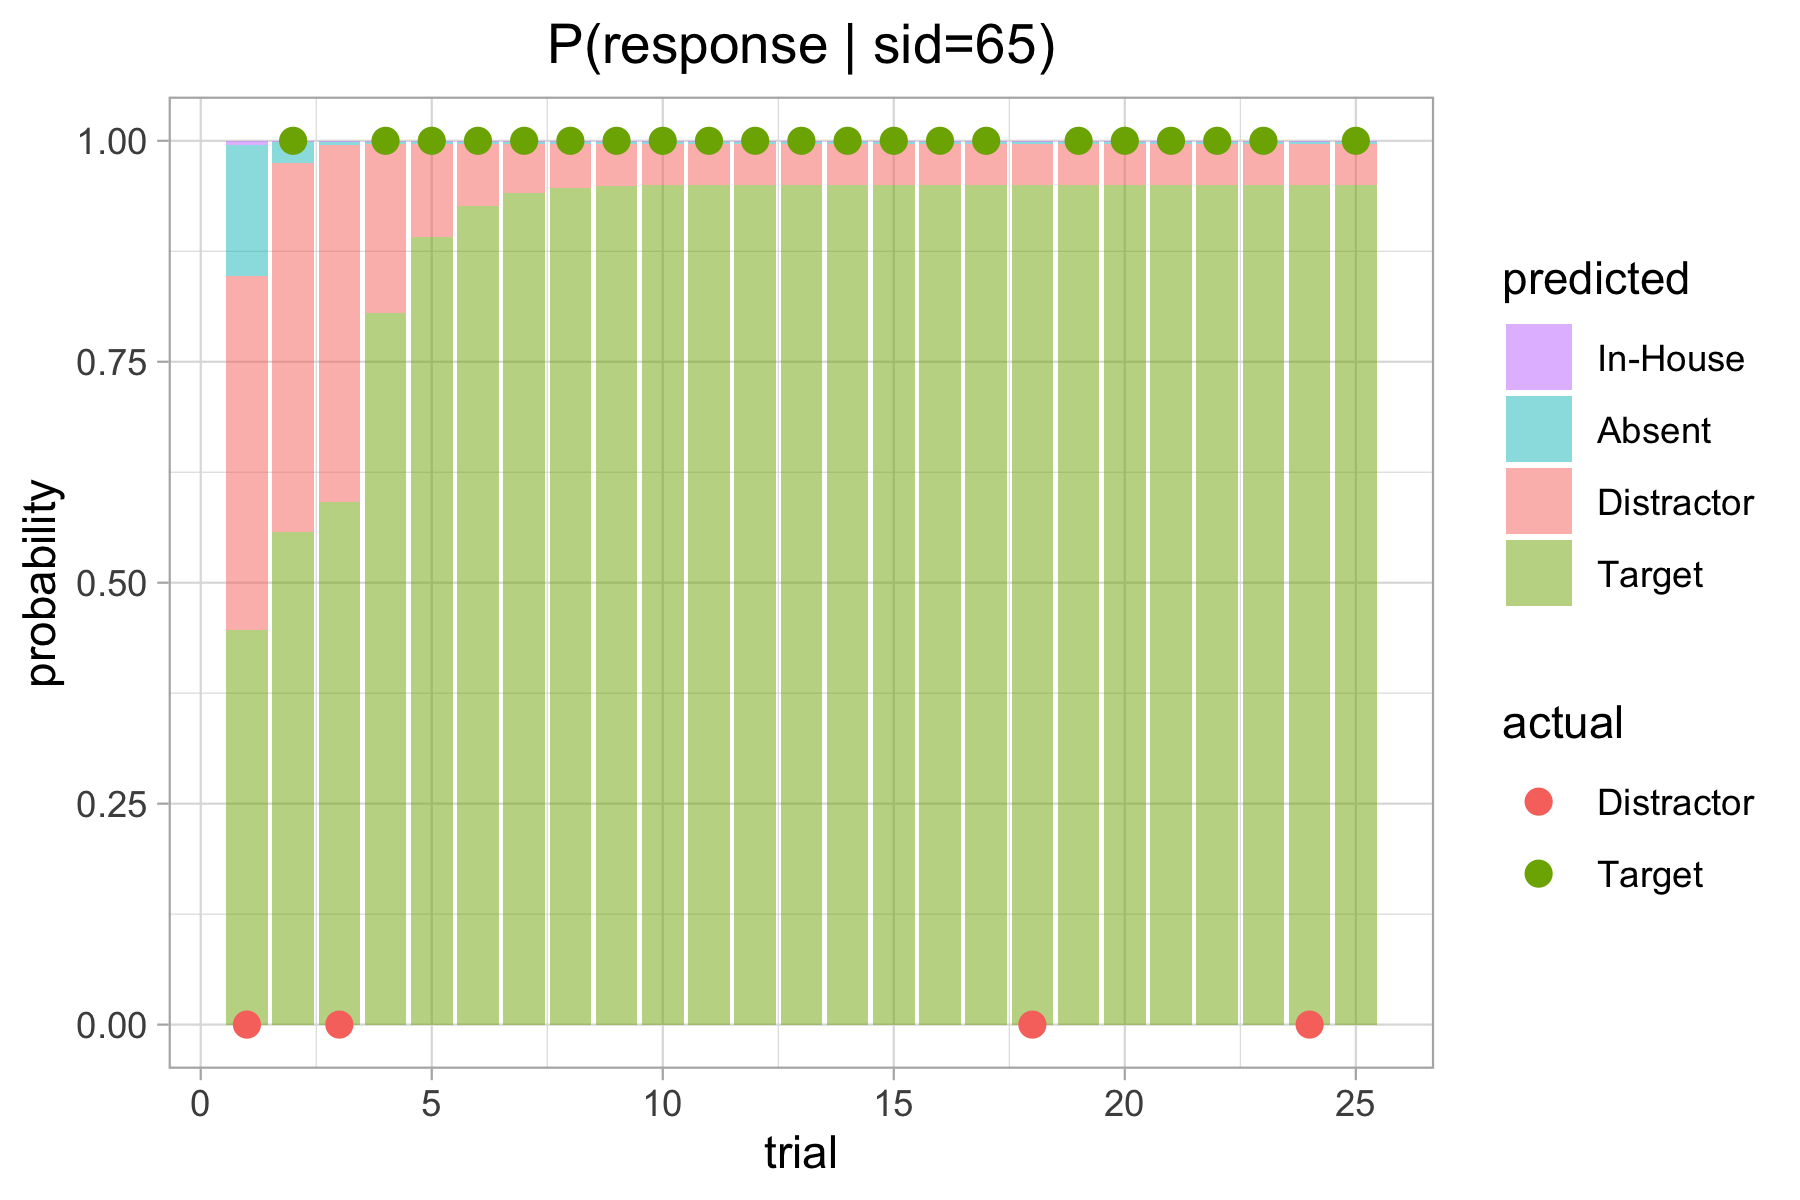 P(response | sid=65)
1.00
0.75
0.50
0.25
0.00
probability
0 5 10 15 20 25
trial
predicted
In-House
Absent
Distractor
Target
actual
Distractor
Target